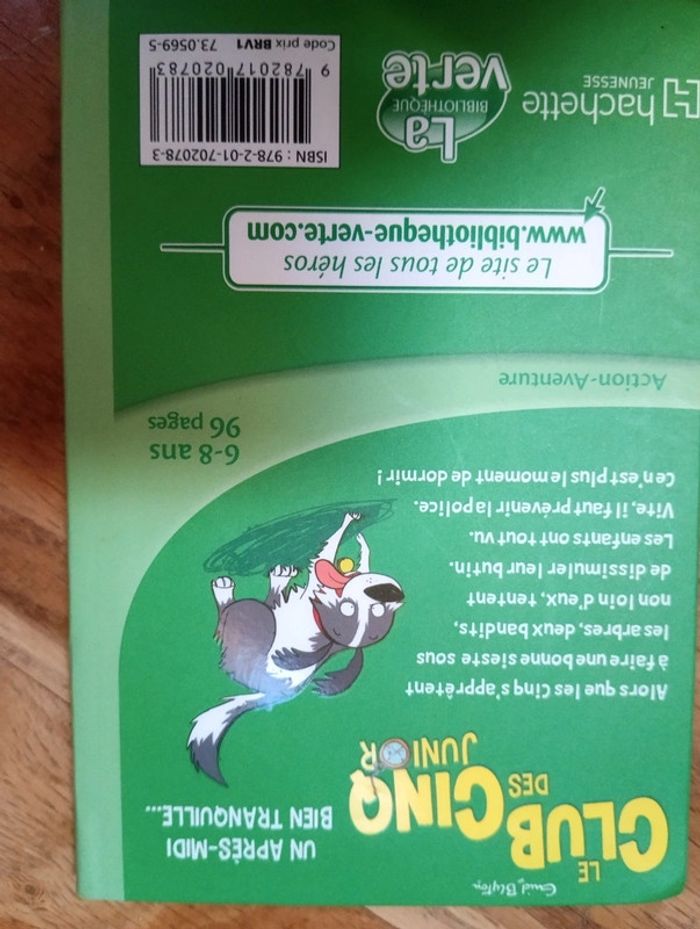 Enid Blyton
LE
CLUB
DES
CINQ
JUNIOR
UN APRÈS-MIDI
BIEN TRANQUILLE...
Alors que les Cinq s'apprêtent
à faire une bonne sieste sous
les arbres, deux bandits,
non loin d'eux, tentent
de dissimuler leur butin.
Les enfants ont tout vu.
Vite, il faut prévenir la police.
Ce n'est plus le moment de dormir !
6-8 ans
96 pages
Action-Aventure
Le site de tous les héros
www.bibliotheque-verte.com
hachette
JEUNESSE
La
BIBLIOTHÈQUE
verte
ISBN : 978-2-01-702078-3
9 782017 020783
Code prix BRV1 73.0569-5